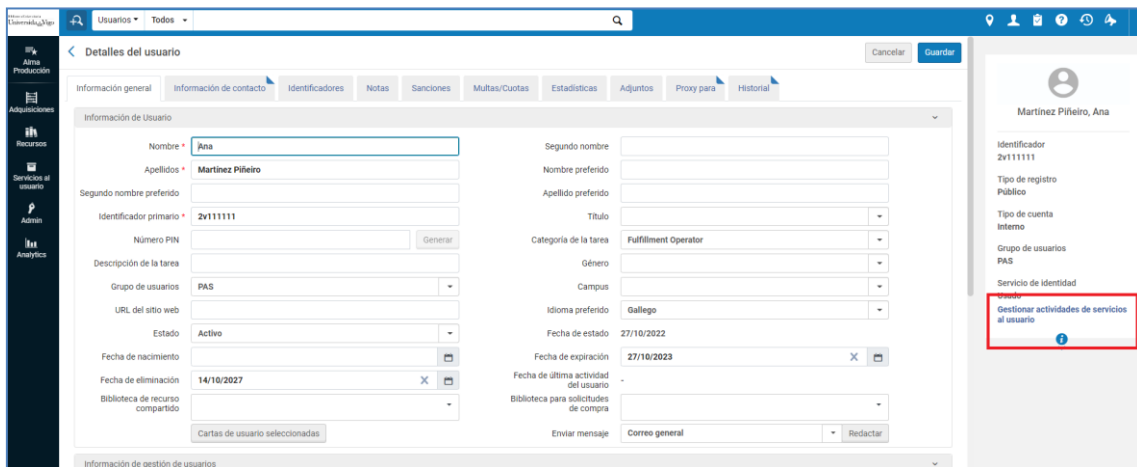 Universida de Vigo
Usuarios
Todos
Alma
Producción
Adquisiciones
Recursos
Servicios al
usuario
Admin
Analytics
Detalles del usuario
Cancelar
Guardar
Información general
Información de contacto
Identificadores
Notas
Sanciones
Multas/Cuotas
Estadísticas
Adjuntos
Proxy para
Historial
Información de Usuario
Nombre * Ana
Segundo nombre
Apellidos * Martínez Piñeiro
Nombre preferido
Segundo nombre preferido
Apellido preferido
Identificador primario * 2v111111
Título
Número PIN
Generar
Categoría de la tarea Fulfillment Operator
Descripción de la tarea
Género
Grupo de usuarios PAS
Campus
URL del sitio web
Idioma preferido Gallego
Estado Activo
Fecha de estado 27/10/2022
Fecha de nacimiento
Fecha de expiración 27/10/2023
Fecha de eliminación 14/10/2027
Fecha de última actividad
del usuario -
Biblioteca de recurso
compartido
Biblioteca para solicitudes
de compra
Cartas de usuario seleccionadas
Enviar mensaje Correo general
Redactar
Información de gestión de usuarios
Martínez Piñeiro, Ana
Identificador
2v111111
Tipo de registro
Público
Tipo de cuenta
Interno
Grupo de usuarios
PAS
Servicio de identidad
Usado
Gestionar actividades de servicios
al usuario